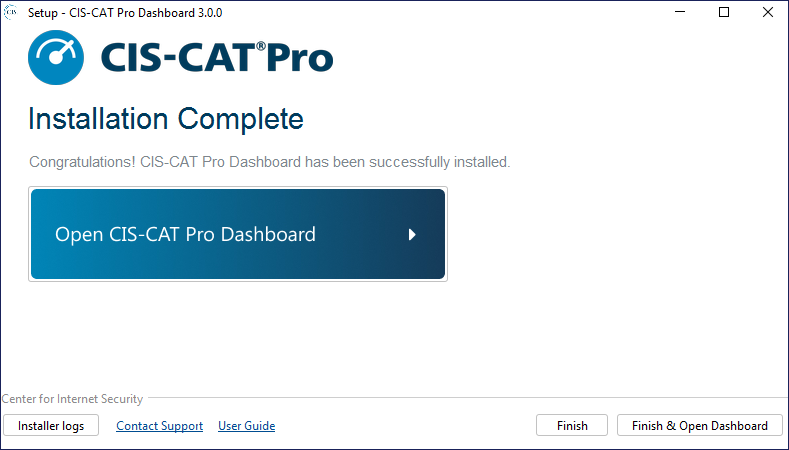 CIS
Setup - CIS-CAT Pro Dashboard 3.0.0
CIS-CAT®Pro
Installation Complete
Congratulations! CIS-CAT Pro Dashboard has been successfully installed.
Open CIS-CAT Pro Dashboard
Center for Internet Security
Installer logs
Contact Support
User Guide
Finish
Finish & Open Dashboard